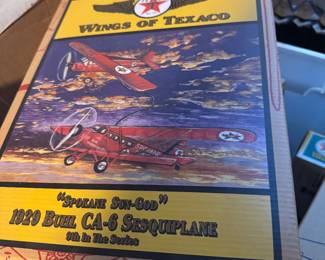 WINGS OF TEXACO
"SPOKANE SUN-GOD"
1929 BUHL CA-6 SESQUIPLANE
9th In The Series